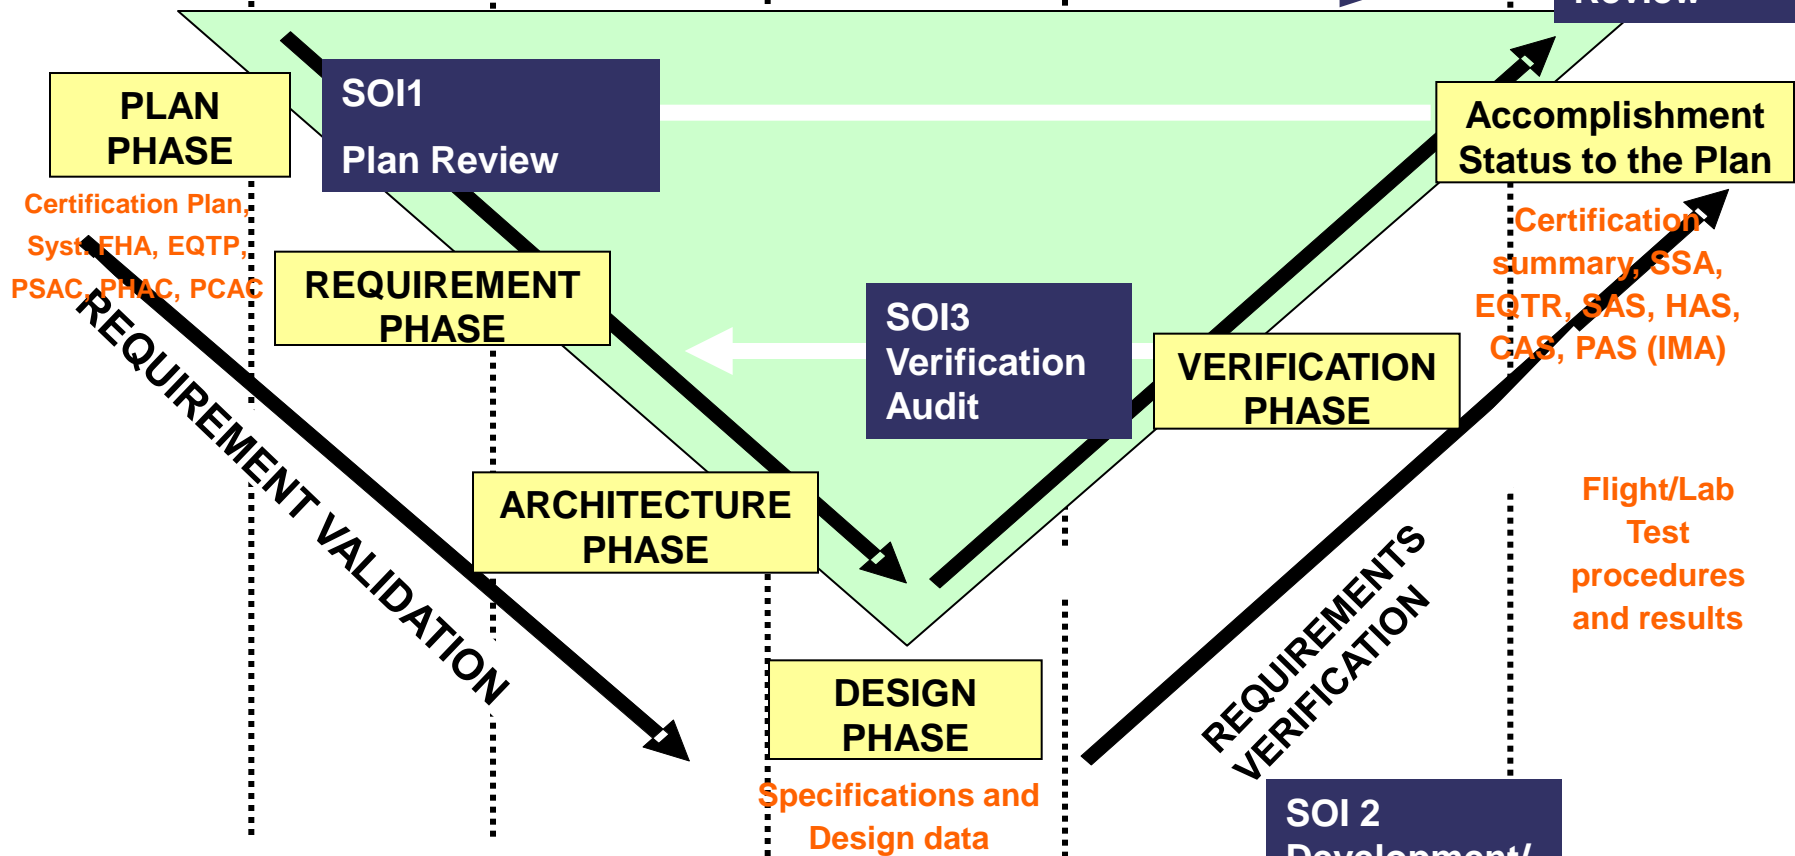 Review
SOI1
Plan Review
PLAN
PHASE
Accomplishment
Status to the Plan
Certification Plan,
Syst. FHA, EQTP,
PSAC, PHAC, PCAC
Certification
summary, SSA,
EQTR, SAS, HAS,
CAS, PAS (IMA)
REQUIREMENT
PHASE
SOI3
Verification
Audit
VERIFICATION
PHASE
REQUIREMENT VALIDATION
ARCHITECTURE
PHASE
Flight/Lab
Test
procedures
and results
REQUIREMENTS
VERIFICATION
DESIGN
PHASE
Specifications and
Design data
SOI 2
Development/